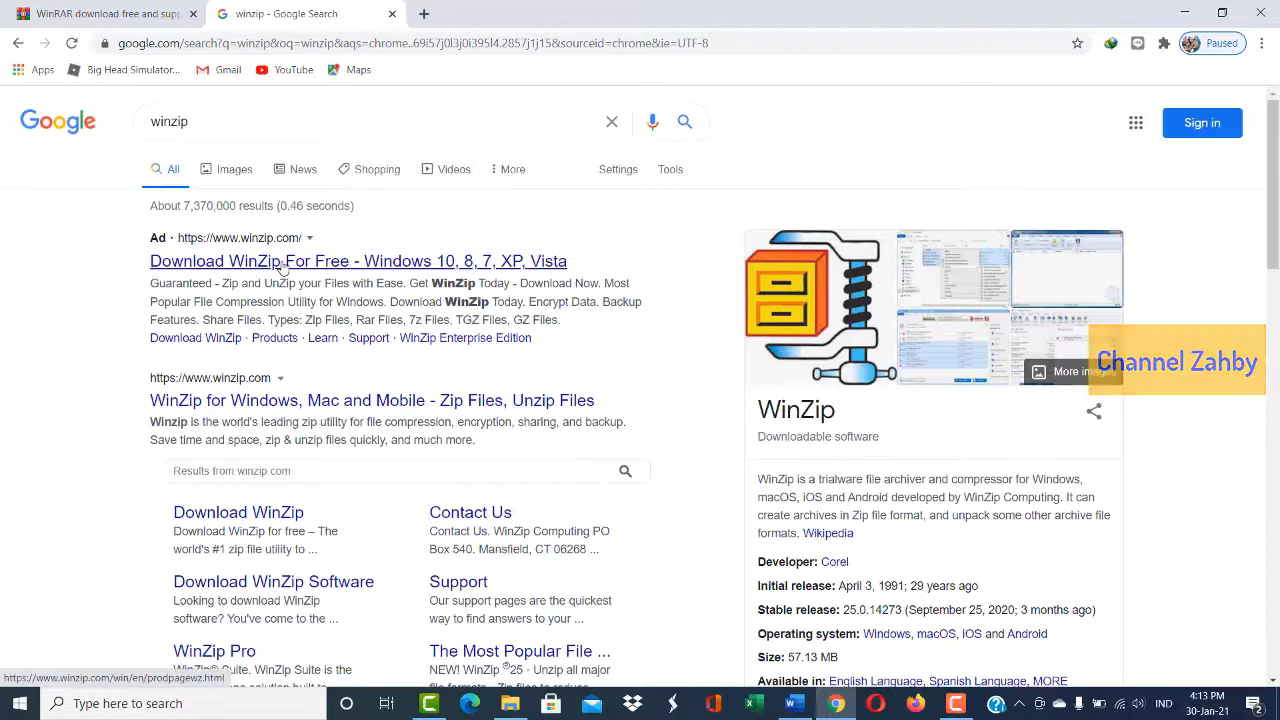 WinRAR download free and sup
winzip - Google Search
google.com/search?q=winzip&oq=winzip&aqs=chrome.69i57j0l3j0i395l4.2857j1j15&sourceid=chrome&ie=UTF-8
Paused
Apps
Big Head Simulator...
Gmail
YouTube
Maps
Google
winzip
Sign in
All
Images
News
Shopping
Videos
More
Settings
Tools
About 7,370,000 results (0.46 seconds)
Ad · https://www.winzip.com/
Download WinZip For Free - Windows 10, 8, 7, XP, Vista
Guaranteed - Zip and Unzip Your Files with Ease. Get WinZip Today - Download Now. Most
Popular File Compression Utility for Windows. Download WinZip Today. Encrypt Data. Backup
Features. Share Files. Types: Zip Files, Rar Files, 7z Files, TGZ Files, GZ Files.
Download WinZip · Products · Learn · Support · WinZip Enterprise Edition
https://www.winzip.com
WinZip for Windows, Mac and Mobile - Zip Files, Unzip Files
Winzip is the world's leading zip utility for file compression, encryption, sharing, and backup.
Save time and space, zip & unzip files quickly, and much more.
Results from winzip.com
Download WinZip
Download WinZip for free – The
world's #1 zip file utility to ...
Contact Us
Contact Us. WinZip Computing PO
Box 540. Mansfield, CT 06268 ...
Download WinZip Software
Looking to download WinZip
software? You've come to the ...
Support
Our support pages are the quickest
way to find answers to your ...
WinZip Pro
WinZip® Suite. WinZip Suite is the
The Most Popular File ...
NEW! WinZip ®25 · Unzip all major
More images
Channel Zahby
WinZip
Downloadable software
WinZip is a trialware file archiver and compressor for Windows,
macOS, iOS and Android developed by WinZip Computing. It can
create archives in Zip file format, and unpack some other archive file
formats. Wikipedia
Developer: Corel
Initial release: April 3, 1991; 29 years ago
Stable release: 25.0.14273 (September 25, 2020; 3 months ago)
Operating system: Windows, macOS, iOS and Android
Size: 57.13 MB
Available in: English Language, Spanish Language, MORE
https://www.winzip.com/win/en/prodpagewz.html
Type here to search
IND
4:13 PM
30-Jan-21